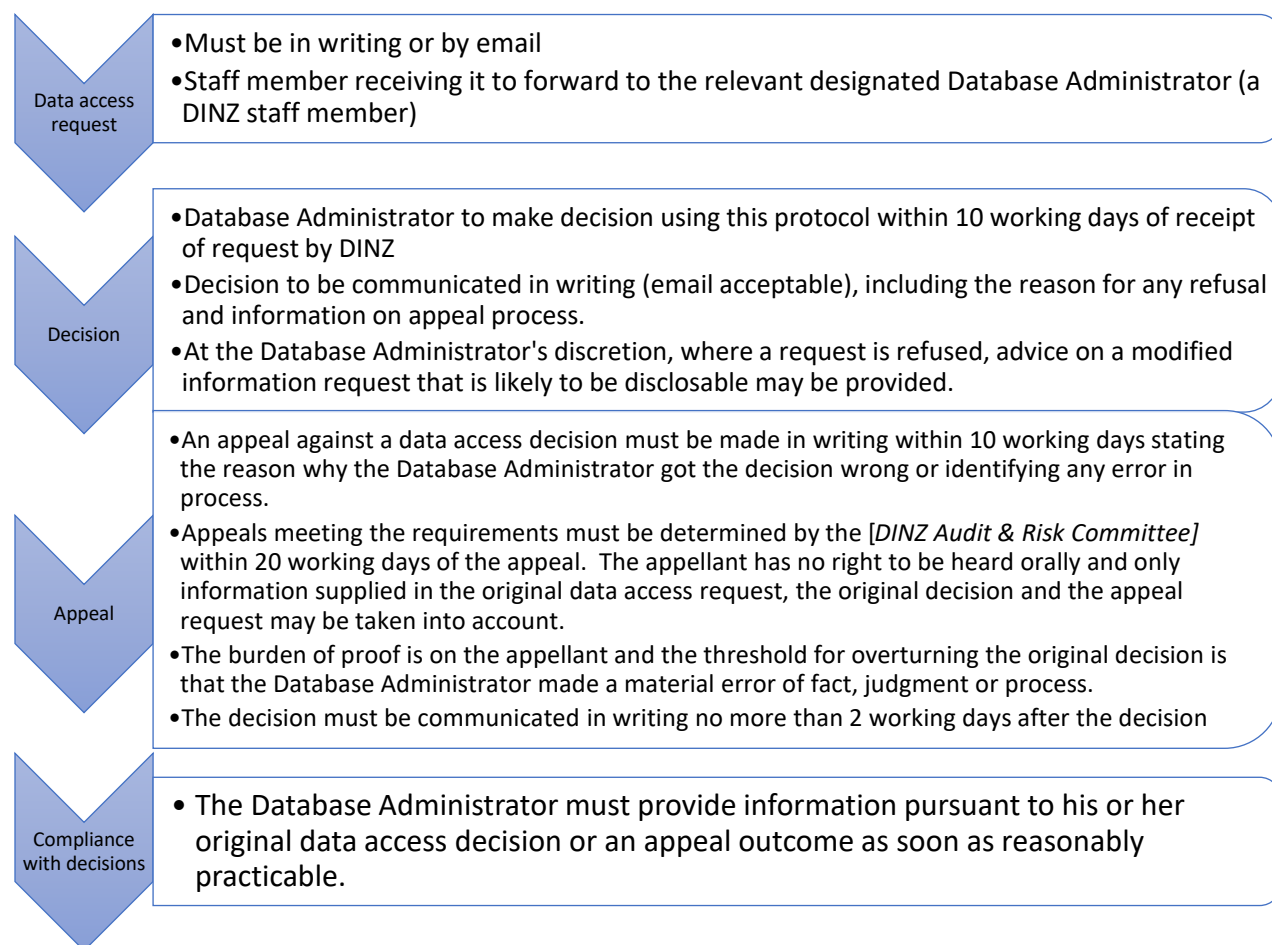 Data access
request
•Must be in writing or by email
•Staff member receiving it to forward to the relevant designated Database Administrator (a
DINZ staff member)
Decision
•Database Administrator to make decision using this protocol within 10 working days of receipt
of request by DINZ
•Decision to be communicated in writing (email acceptable), including the reason for any refusal
and information on appeal process.
•At the Database Administrator's discretion, where a request is refused, advice on a modified
information request that is likely to be disclosable may be provided.
Appeal
•An appeal against a data access decision must be made in writing within 10 working days stating
the reason why the Database Administrator got the decision wrong or identifying any error in
process.
•Appeals meeting the requirements must be determined by the [DINZ Audit & Risk Committee]
within 20 working days of the appeal.  The appellant has no right to be heard orally and only
information supplied in the original data access request, the original decision and the appeal
request may be taken into account.
•The burden of proof is on the appellant and the threshold for overturning the original decision is
that the Database Administrator made a material error of fact, judgment or process.
•The decision must be communicated in writing no more than 2 working days after the decision
Compliance
with decisions
• The Database Administrator must provide information pursuant to his or her
original data access decision or an appeal outcome as soon as reasonably
practicable.